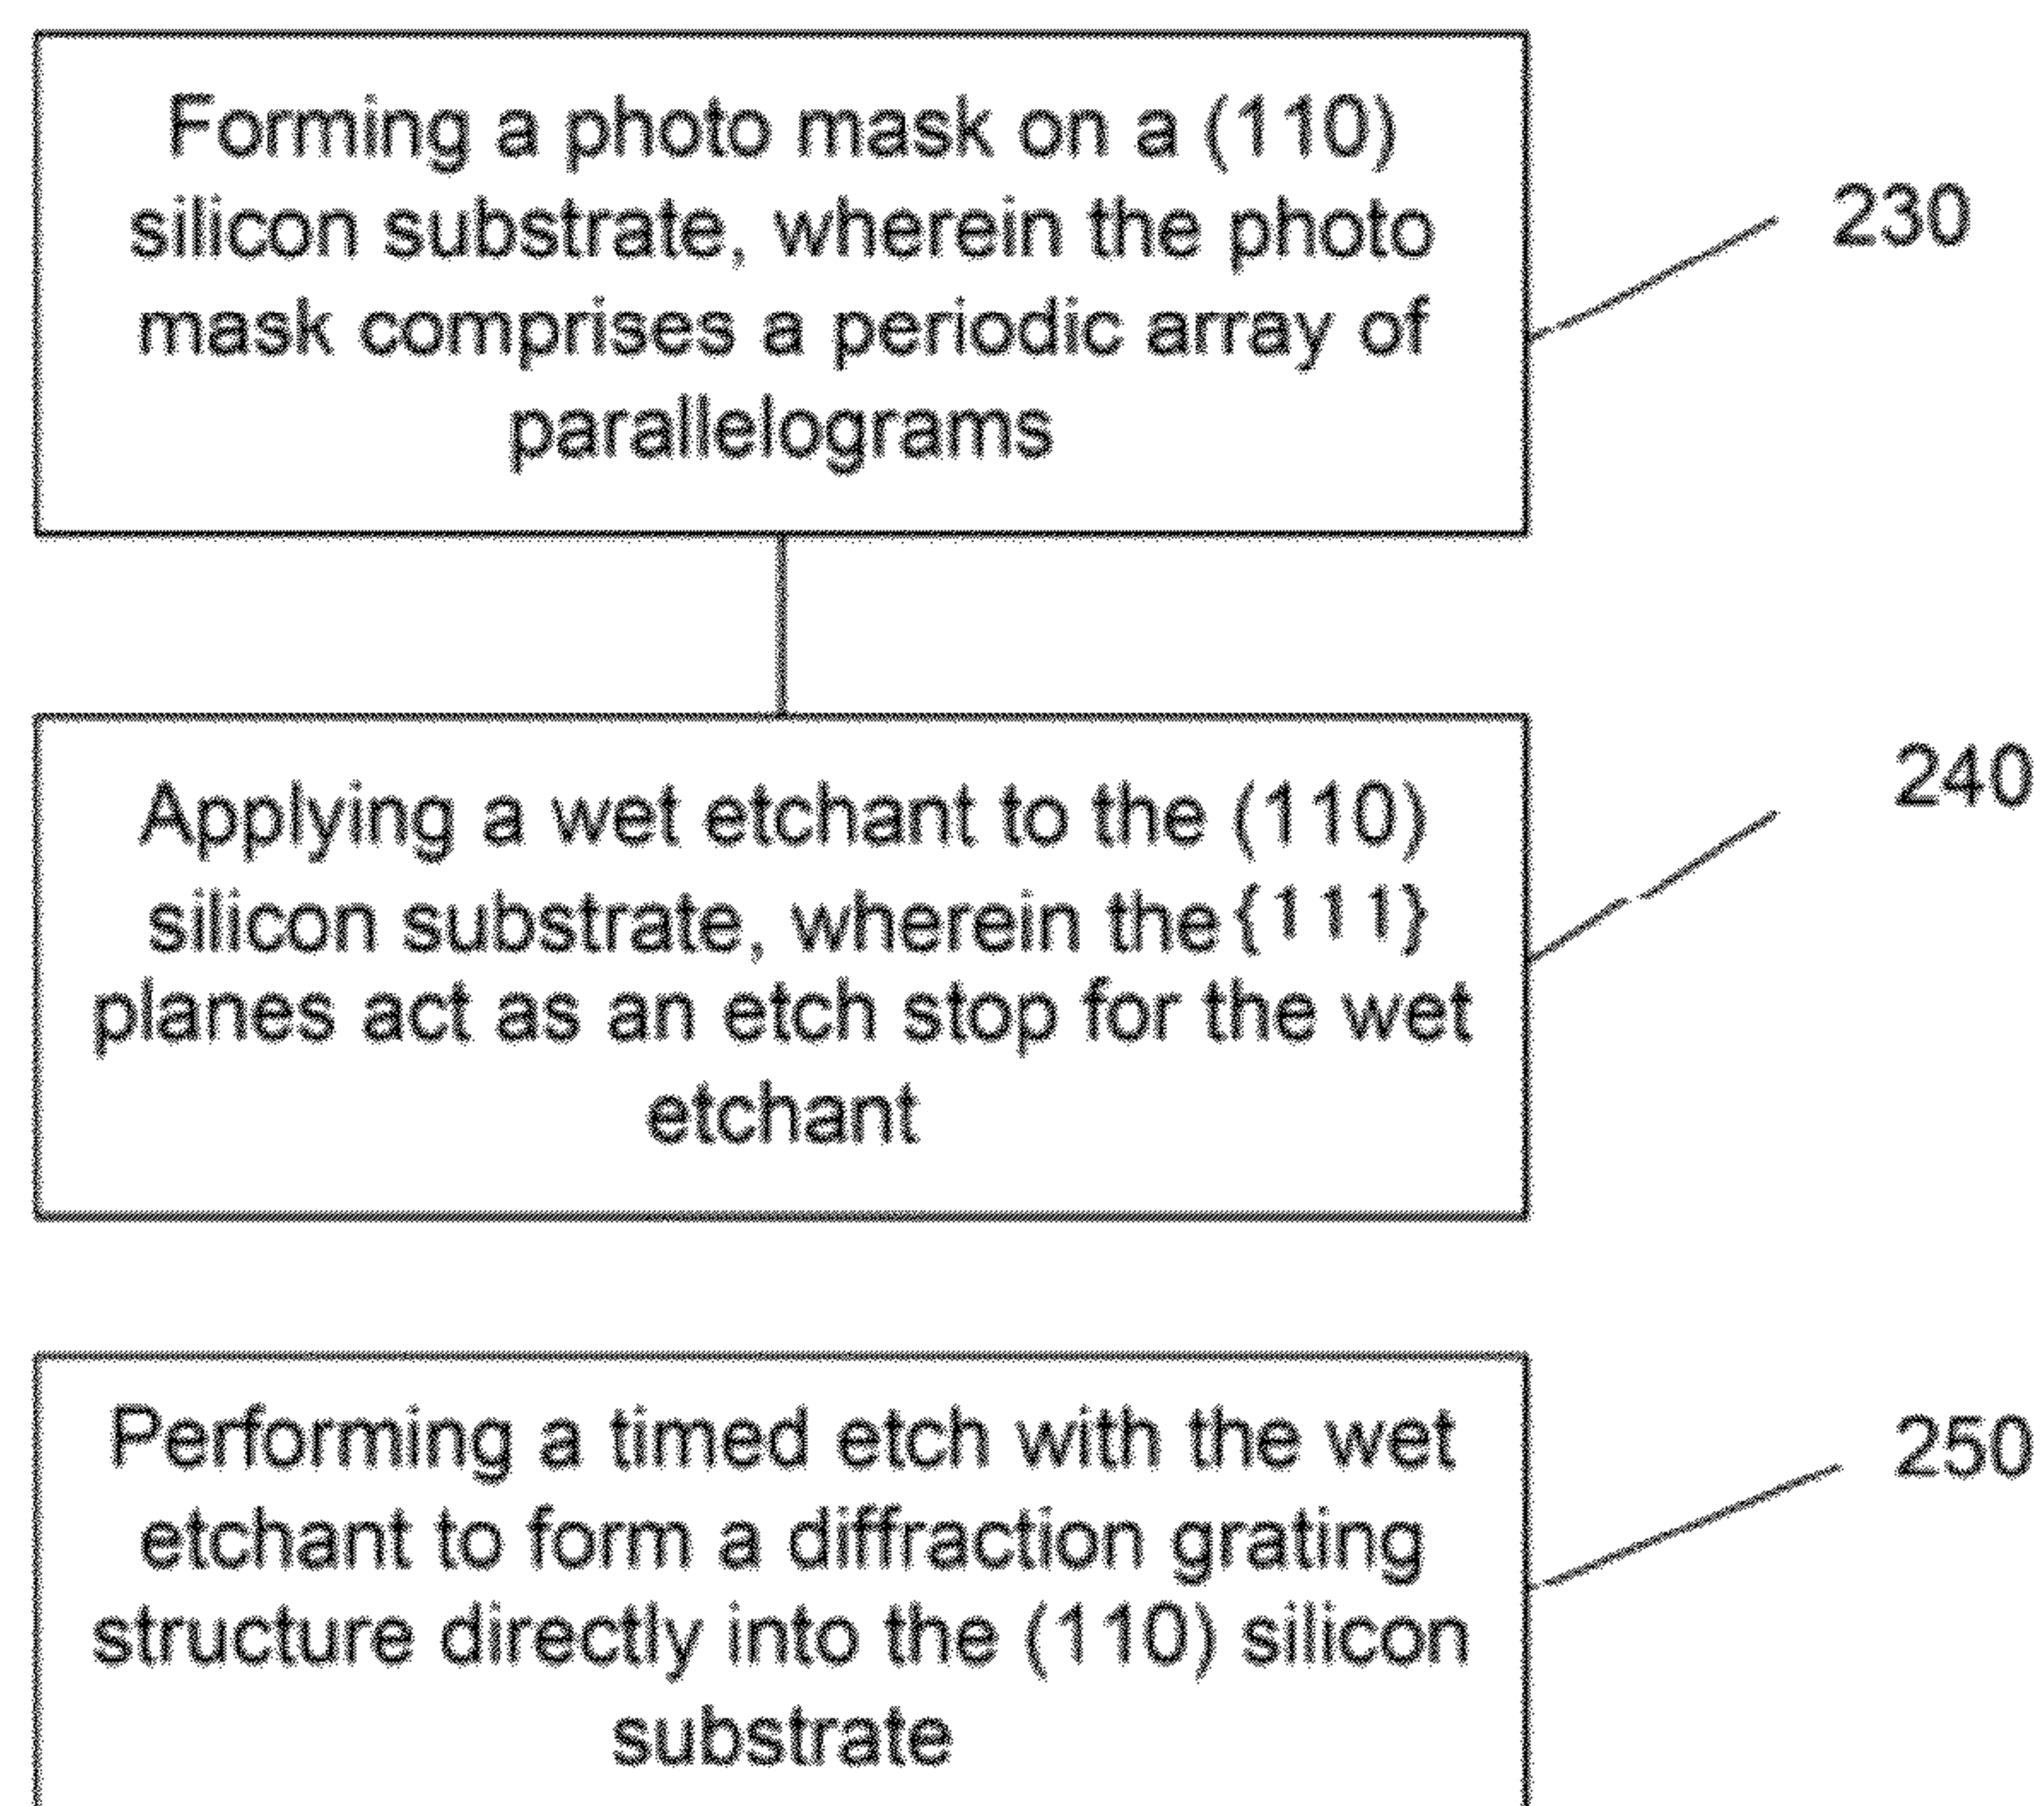 Forming a photo mask on a (110)
silicon substrate, wherein the photo
mask comprises a periodic array of
parallelograms
230
Applying a wet etchant to the (110)
silicon substrate, wherein the {111}
planes act as an etch stop for the wet
etchant
240
Performing a timed etch with the wet
etchant to form a diffraction grating
structure directly into the (110) silicon
substrate
250